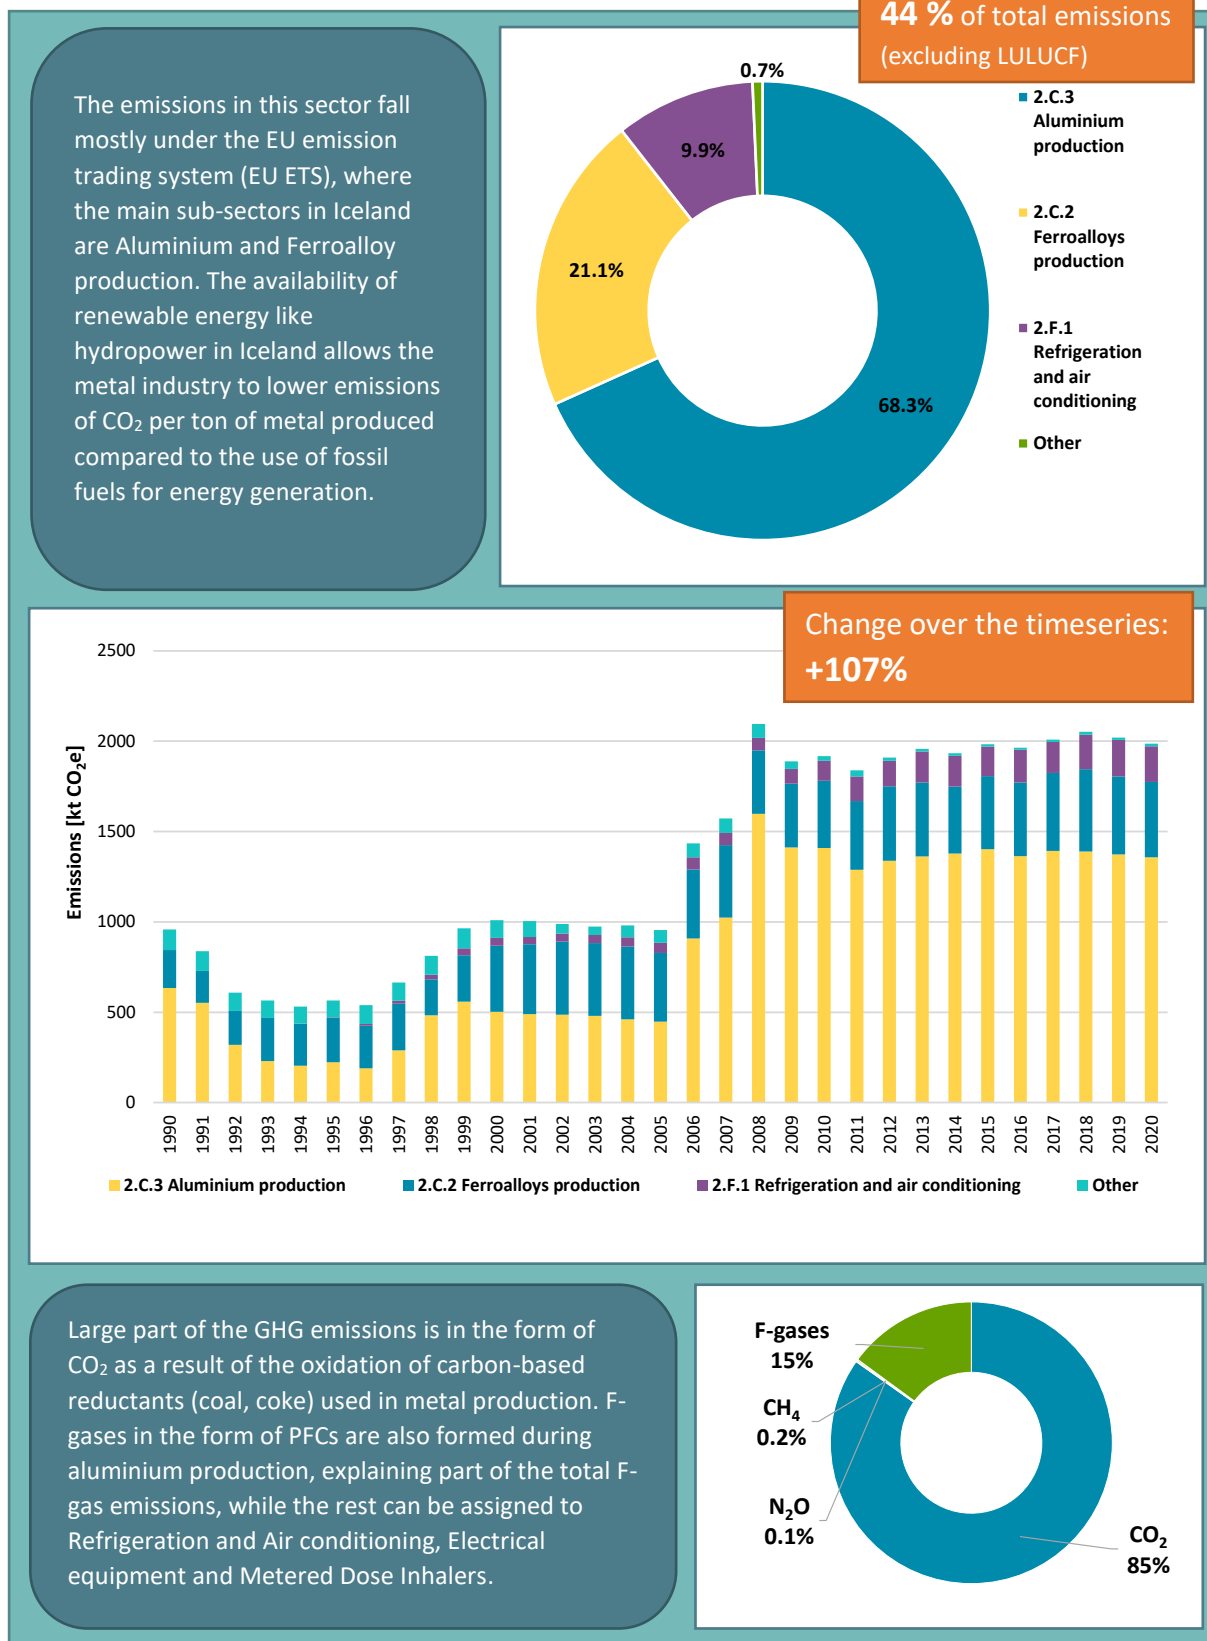 44 % of total emissions
(excluding LULUCF)
The emissions in this sector fall
mostly under the EU emission
trading system (EU ETS), where
the main sub-sectors in Iceland
are Aluminium and Ferroalloy
production. The availability of
renewable energy like
hydropower in Iceland allows the
metal industry to lower emissions
of CO₂ per ton of metal produced
compared to the use of fossil
fuels for energy generation.
0.7%
9.9%
21.1%
68.3%
2.C.3
Aluminium
production
2.C.2
Ferroalloys
production
2.F.1
Refrigeration
and air
conditioning
Other
Change over the timeseries:
+107%
Emissions [kt CO₂e]
2500
2000
1500
1000
500
0
1990
1991
1992
1993
1994
1995
1996
1997
1998
1999
2000
2001
2002
2003
2004
2005
2006
2007
2008
2009
2010
2011
2012
2013
2014
2015
2016
2017
2018
2019
2020
2.C.3 Aluminium production
2.C.2 Ferroalloys production
2.F.1 Refrigeration and air conditioning
Other
Large part of the GHG emissions is in the form of
CO₂ as a result of the oxidation of carbon-based
reductants (coal, coke) used in metal production. F-
gases in the form of PFCs are also formed during
aluminium production, explaining part of the total F-
gas emissions, while the rest can be assigned to
Refrigeration and Air conditioning, Electrical
equipment and Metered Dose Inhalers.
F-gases
15%
CH₄
0.2%
N₂O
0.1%
CO₂
85%